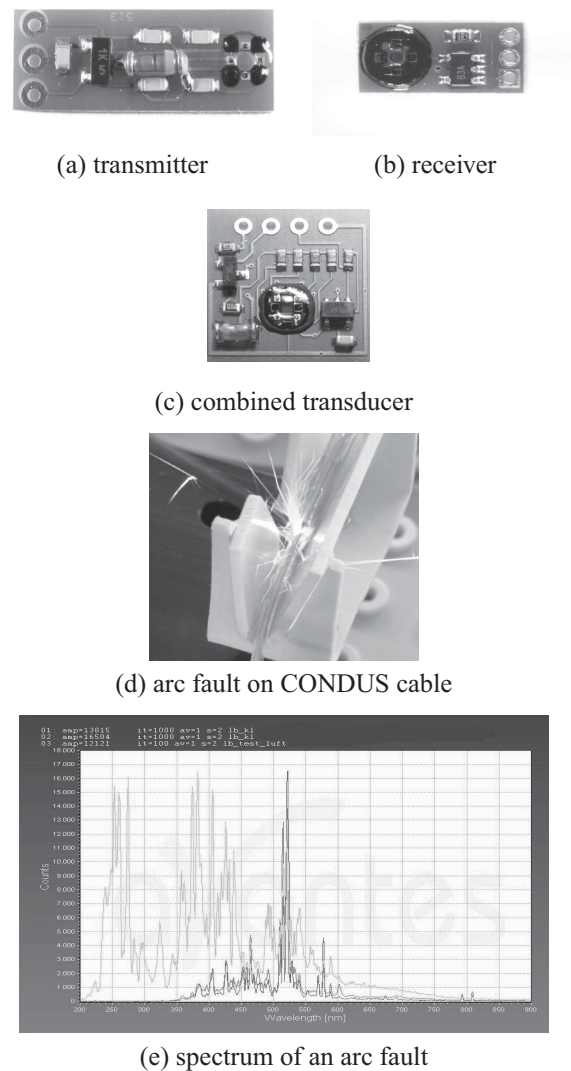 513
1K5
(a) transmitter
83A
(b) receiver
(c) combined transducer
(d) arc fault on CONDUS cable
01: amp=13815 it=1000 av=1 s=2 lb_kl
02: amp=16504 it=1000 av=1 s=2 lb_kl
03: amp=12121 it=100 av=1 s=2 lb_test_luft
18.000
17.000
16.000
15.000
14.000
13.000
12.000
11.000
10.000
9.000
8.000
7.000
6.000
5.000
4.000
3.000
2.000
1.000
0
Counts
avantes
200 250 300 350 400 450 500 550 600 650 700 750 800 850 900
Wavelength [nm]
(e) spectrum of an arc fault